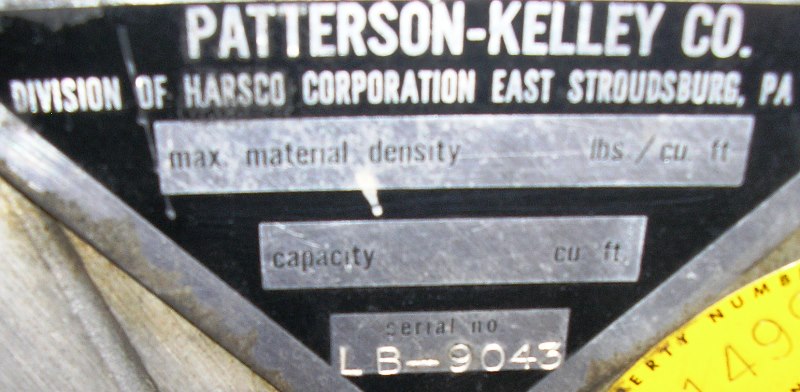 PATTERSON-KELLEY CO.
DIVISION OF HARSCO CORPORATION EAST STROUDSBURG, PA
max. material density lbs / cu. ft
capacity cu ft.
serial no
LB-9043